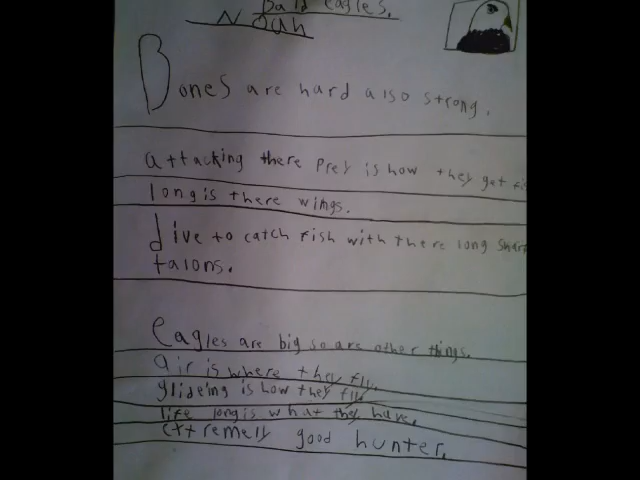 Bald eagles.
Noah
Bones are hard also strong.
attacking there prey is how they get
long is there wings.
dive to catch fish with there long shar
talons.
Eagles are big so are other things.
air is where they fly.
glideing is how they fly.
life long is what they have.
extremely good hunter.